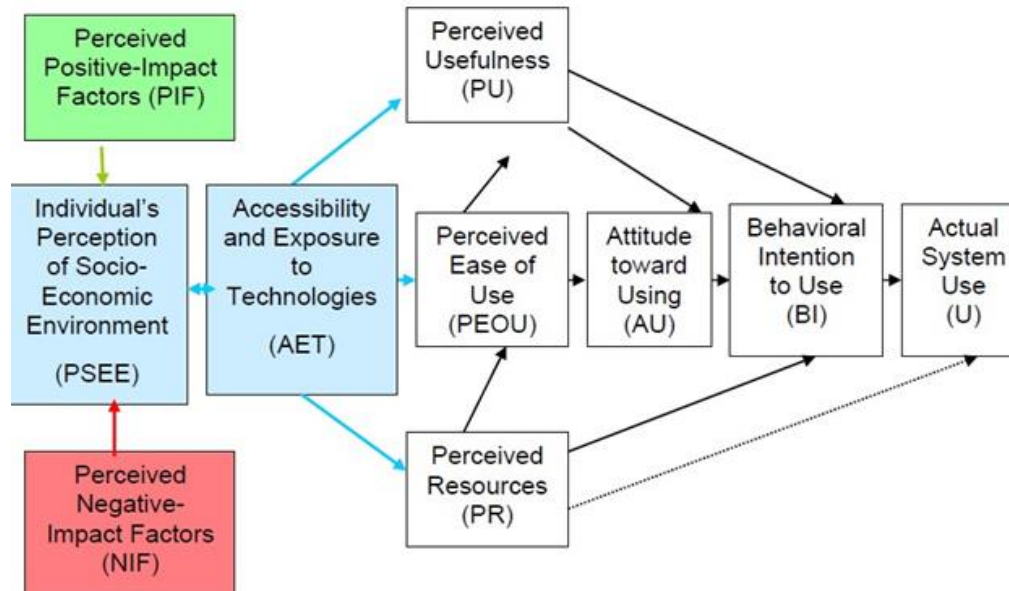 Perceived
Positive-Impact
Factors (PIF)
Perceived
Usefulness
(PU)
Individual's
Perception
of Socio-
Economic
Environment
(PSEE)
Accessibility
and Exposure
to
Technologies
(AET)
Perceived
Ease of
Use
(PEOU)
Attitude
toward
Using
(AU)
Behavioral
Intention
to Use
(BI)
Actual
System
Use
(U)
Perceived
Negative-
Impact Factors
(NIF)
Perceived
Resources
(PR)